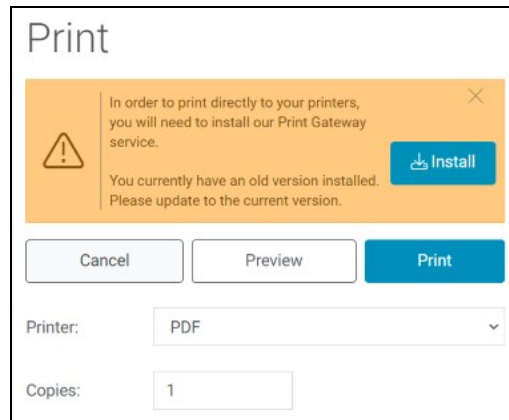 Print
In order to print directly to your printers,
you will need to install our Print Gateway
service.
You currently have an old version installed.
Please update to the current version.
Install
Cancel
Preview
Print
Printer:
PDF
Copies:
1